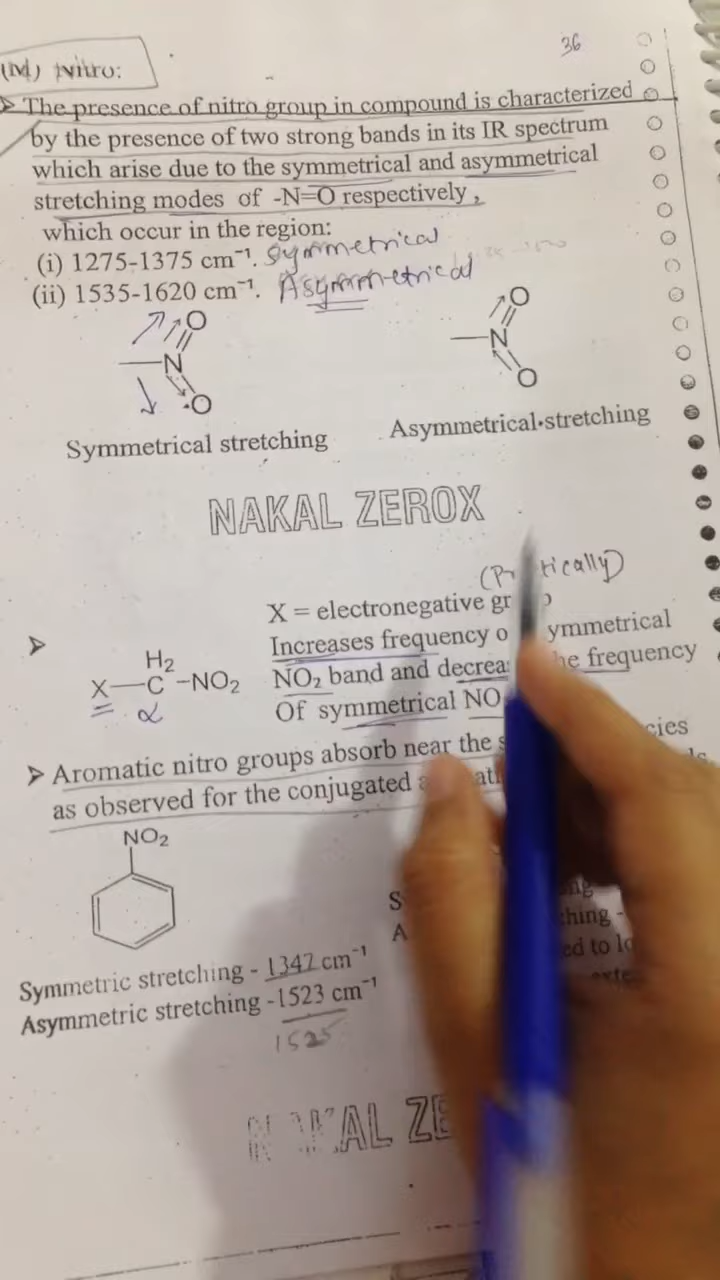 36
(M) Nitro:
➤ The presence of nitro group in compound is characterized
by the presence of two strong bands in its IR spectrum
which arise due to the symmetrical and asymmetrical
stretching modes of -N=O respectively,
which occur in the region:
(i) 1275-1375 cm⁻¹. Symmetrical
(ii) 1535-1620 cm⁻¹. Asymmetrical
O O
N N
O O
Symmetrical stretching Asymmetrical stretching
NAKAL ZEROX
➤ X = electronegative
Increases frequency ymmetrical
H₂
X—C-NO₂ NO₂ band and frequency
α Of symmetrical NO
➤ Aromatic nitro groups absorb near the
as observed for the conjugated
NO₂
Symmetric stretching - 1347 cm⁻¹
Asymmetric stretching -1523 cm⁻¹
1525